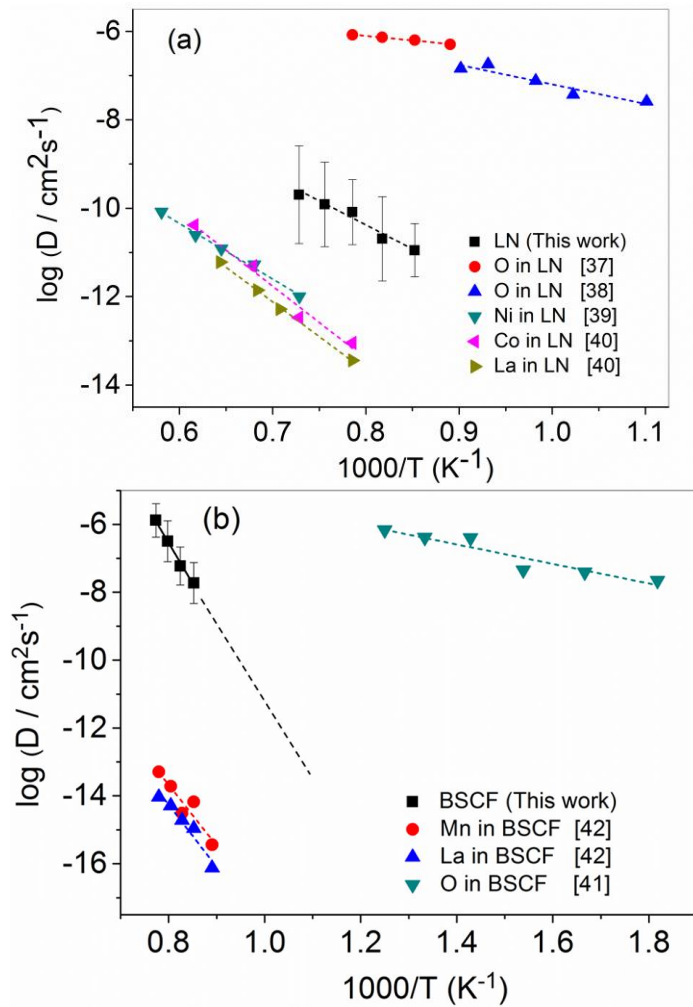 (a)
-6
-8
-10
-12
-14
log (D / cm²s⁻¹)
LN (This work)
O in LN [37]
O in LN [38]
Ni in LN [39]
Co in LN [40]
La in LN [40]
0.6 0.7 0.8 0.9 1.0 1.1
1000/T (K⁻¹)
(b)
-6
-8
-10
-12
-14
-16
log (D / cm²s⁻¹)
BSCF (This work)
Mn in BSCF [42]
La in BSCF [42]
O in BSCF [41]
0.8 1.0 1.2 1.4 1.6 1.8
1000/T (K⁻¹)